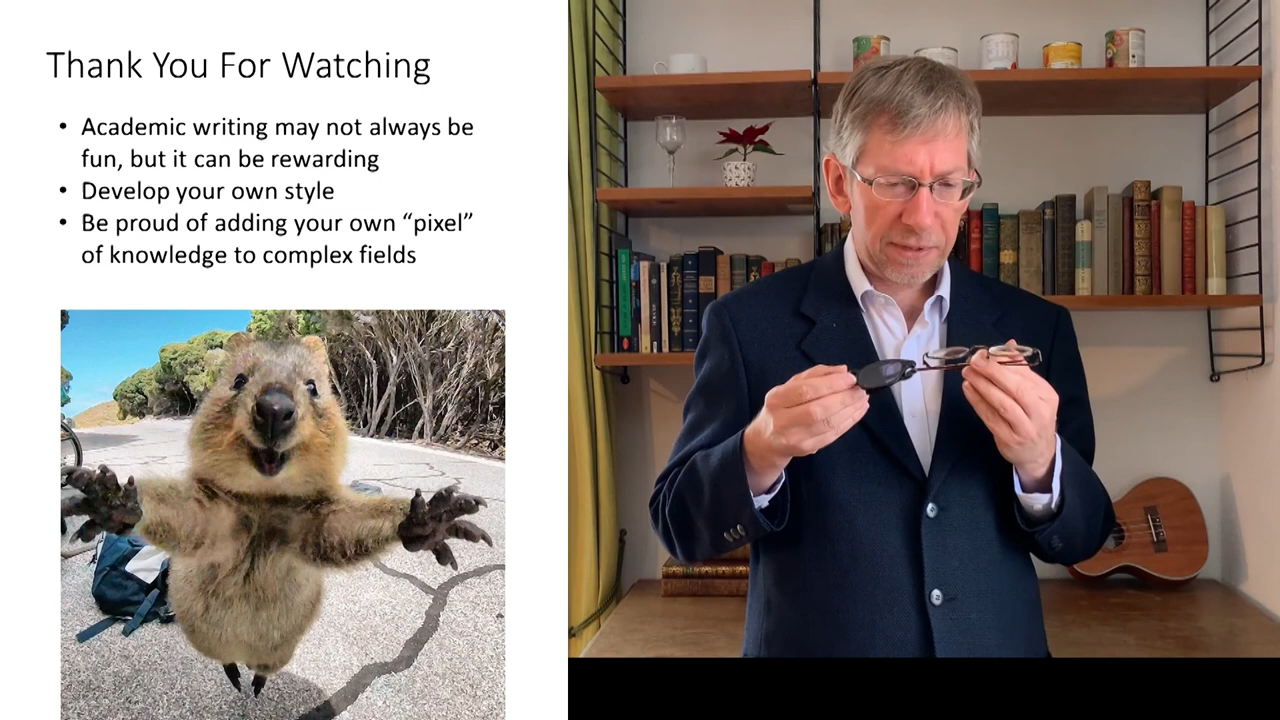 Thank You For Watching
• Academic writing may not always be
fun, but it can be rewarding
• Develop your own style
• Be proud of adding your own “pixel”
of knowledge to complex fields